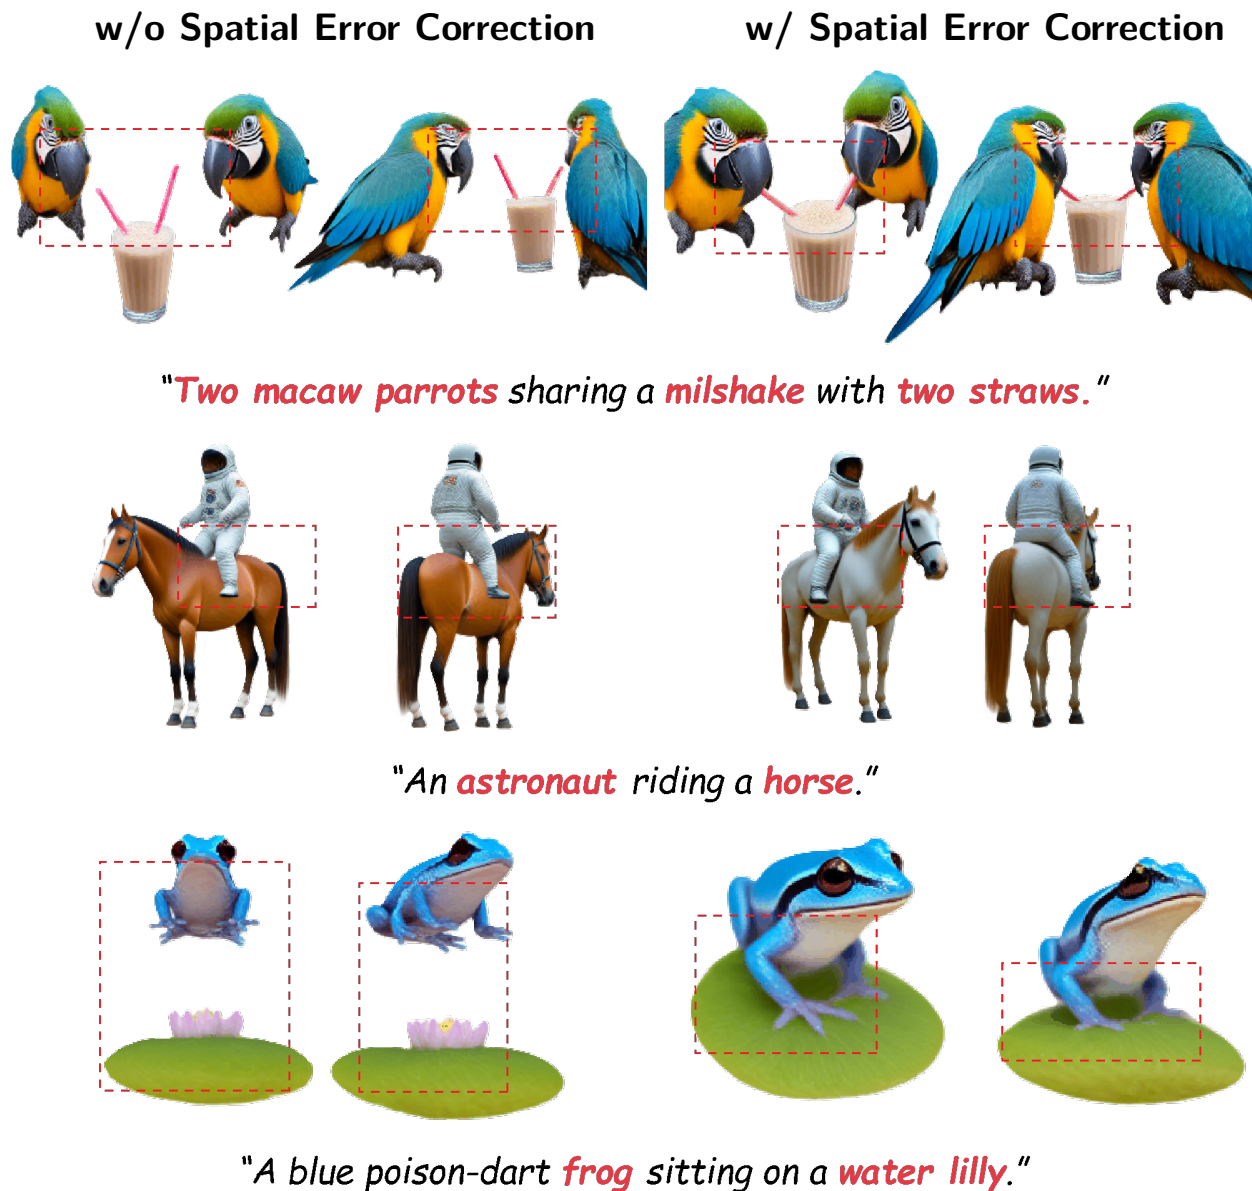 w/o Spatial Error Correction
w/ Spatial Error Correction
“Two macaw parrots sharing a milshake with two straws.”
“An astronaut riding a horse.”
“A blue poison-dart frog sitting on a water lilly.”